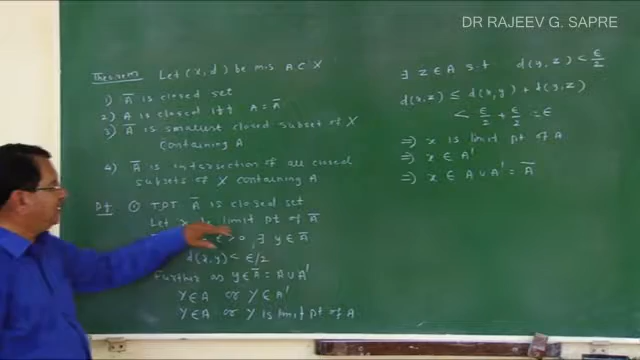 DR RAJEEV G. SAPRE
Theorem: Let (X, d) be m.s. A ⊂ X
1) A̅ is closed set
2) A is closed iff A = A̅
3) A̅ is smallest closed subset of X
containing A
4) A̅ is intersection of all closed
subsets of X containing A
Pf ① T.P.T. A̅ is closed set
Let x is limit pt of A̅
ε > 0, ∃ y ∈ A̅
d(x,y) < ε/2
Further as y ∈ A̅ = A ∪ A'
y ∈ A or y ∈ A'
y ∈ A or y is limit pt of A
∃ z ∈ A s.t. d(y, z) < ε/2
d(x,z) ≤ d(x,y) + d(y,z)
< ε/2 + ε/2 = ε
⇒ x is limit pt of A
⇒ x ∈ A'
⇒ x ∈ A ∪ A' = A̅